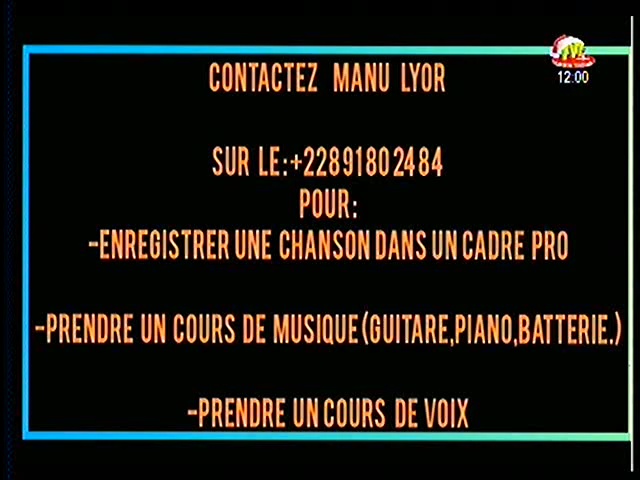 12:00
CONTACTEZ MANU LYOR
SUR LE:+22891802484
POUR:
-ENREGISTRER UNE CHANSON DANS UN CADRE PRO
-PRENDRE UN COURS DE MUSIQUE(GUITARE,PIANO,BATTERIE.)
-PRENDRE UN COURS DE VOIX